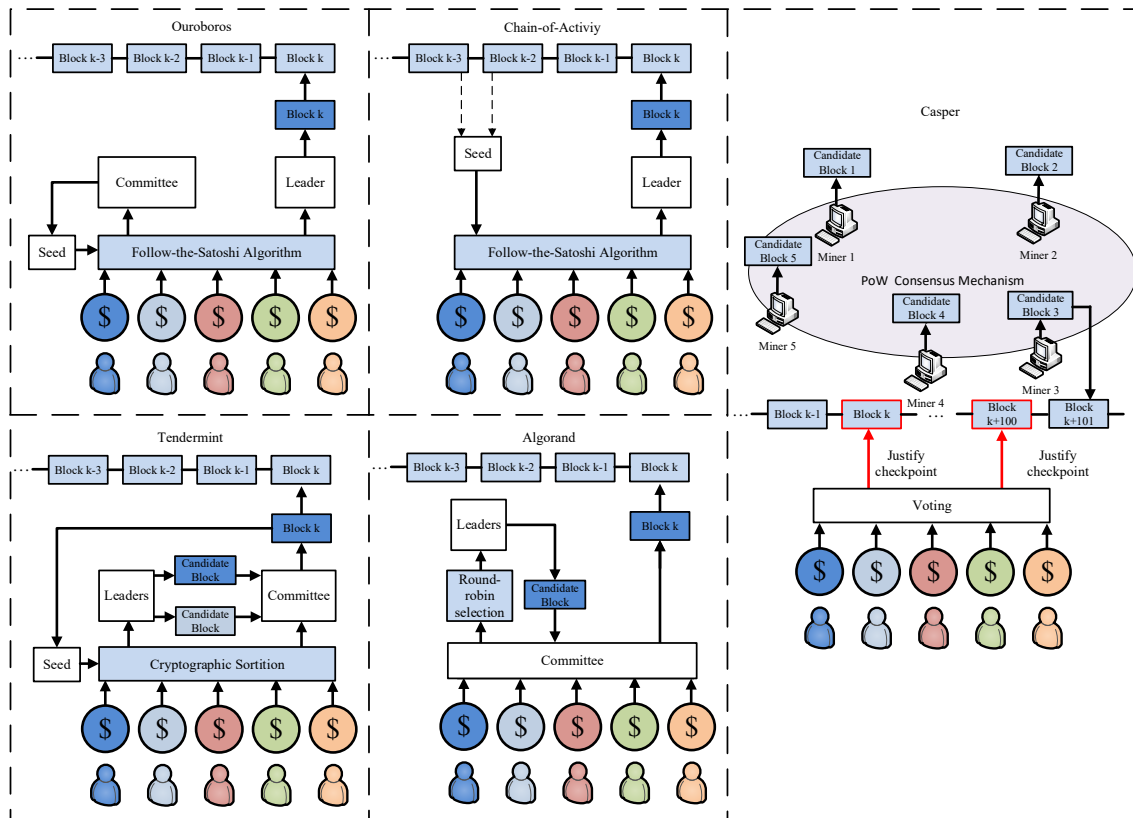 Ouroboros
... Block k-3 Block k-2 Block k-1 Block k
Block k
Committee
Leader
Seed
Follow-the-Satoshi Algorithm
$ $ $ $ $
Chain-of-Activiy
... Block k-3 Block k-2 Block k-1 Block k
Block k
Seed
Leader
Follow-the-Satoshi Algorithm
$ $ $ $ $
Casper
Candidate
Block 1
Candidate
Block 2
Miner 1
Miner 2
Candidate
Block 5
PoW Consensus Mechanism
Candidate
Block 4
Candidate
Block 3
Miner 5
Miner 4
Miner 3
... Block k-1 Block k ... Block
k+100
Block
k+101
Justify
checkpoint
Justify
checkpoint
Voting
$ $ $ $ $
Tendermint
... Block k-3 Block k-2 Block k-1 Block k
Block k
Candidate
Block
Leaders
Committee
Candidate
Block
Seed
Cryptographic Sortition
$ $ $ $ $
Algorand
... Block k-3 Block k-2 Block k-1 Block k
Leaders
Block k
Round-
robin
selection
Candidate
Block
Committee
$ $ $ $ $